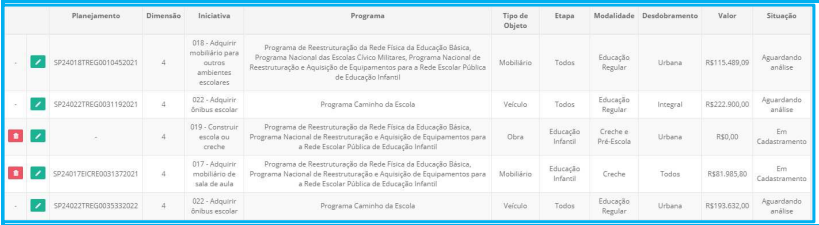 Planejamento Dimensão Iniciativa Programa Tipo de Objeto Etapa Modalidade Desdobramento Valor Situação
- SP24018TREG0010452021 4 018 - Adquirir mobiliário para outros ambientes escolares Programa de Reestruturação da Rede Física da Educação Básica, Programa Nacional das Escolas Cívico Militares, Programa Nacional de Reestruturação e Aquisição de Equipamentos para a Rede Escolar Pública de Educação Infantil Mobiliário Todos Educação Regular Urbana R$115.489,09 Aguardando análise
- SP24022TREG0031192021 4 022 - Adquirir ônibus escolar Programa Caminho da Escola Veículo Todos Educação Regular Integral R$222.900,00 Aguardando análise
- 4 019 - Construir escola ou creche Programa de Reestruturação da Rede Física da Educação Básica, Programa Nacional de Reestruturação e Aquisição de Equipamentos para a Rede Escolar Pública de Educação Infantil Obra Educação Infantil Creche e Pré-Escola Urbana R$0,00 Em Cadastramento
SP24017EICRE0031372021 4 017 - Adquirir mobiliário de sala de aula Programa de Reestruturação da Rede Física da Educação Básica, Programa Nacional de Reestruturação e Aquisição de Equipamentos para a Rede Escolar Pública de Educação Infantil Mobiliário Educação Infantil Creche Todos R$81.985,80 Em Cadastramento
- SP24022TREG0035332022 4 022 - Adquirir ônibus escolar Programa Caminho da Escola Veículo Todos Educação Regular Urbana R$193.632,00 Aguardando análise